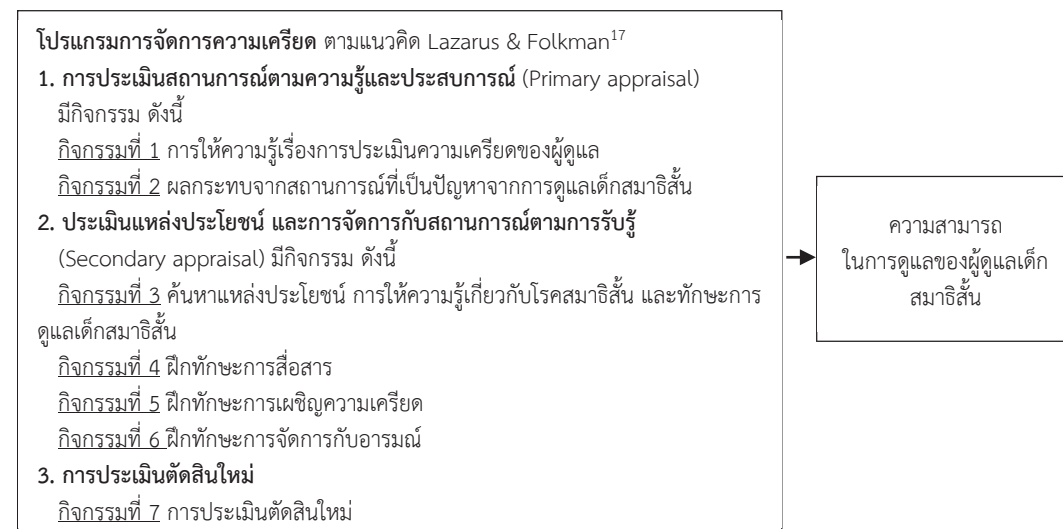 โปรแกรมการจัดการความเครียด ตามแนวคิด Lazarus & Folkman17
1. การประเมินสถานการณ์ตามความรู้และประสบการณ์ (Primary appraisal)
มีกิจกรรม ดังนี้
กิจกรรมที่ 1 การให้ความรู้เรื่องการประเมินความเครียดของผู้ดูแล
กิจกรรมที่ 2 ผลกระทบจากสถานการณ์ที่เป็นปัญหาจากการดูแลเด็กสมาธิสั้น
2. ประเมินแหล่งประโยชน์ และการจัดการกับสถานการณ์ตามการรับรู้
(Secondary appraisal) มีกิจกรรม ดังนี้
กิจกรรมที่ 3 ค้นหาแหล่งประโยชน์ การให้ความรู้เกี่ยวกับโรคสมาธิสั้น และทักษะการ
ดูแลเด็กสมาธิสั้น
กิจกรรมที่ 4 ฝึกทักษะการสื่อสาร
กิจกรรมที่ 5 ฝึกทักษะการเผชิญความเครียด
กิจกรรมที่ 6 ฝึกทักษะการจัดการกับอารมณ์
3. การประเมินตัดสินใหม่
กิจกรรมที่ 7 การประเมินตัดสินใหม่
ความสามารถ
ในการดูแลของผู้ดูแลเด็ก
สมาธิสั้น